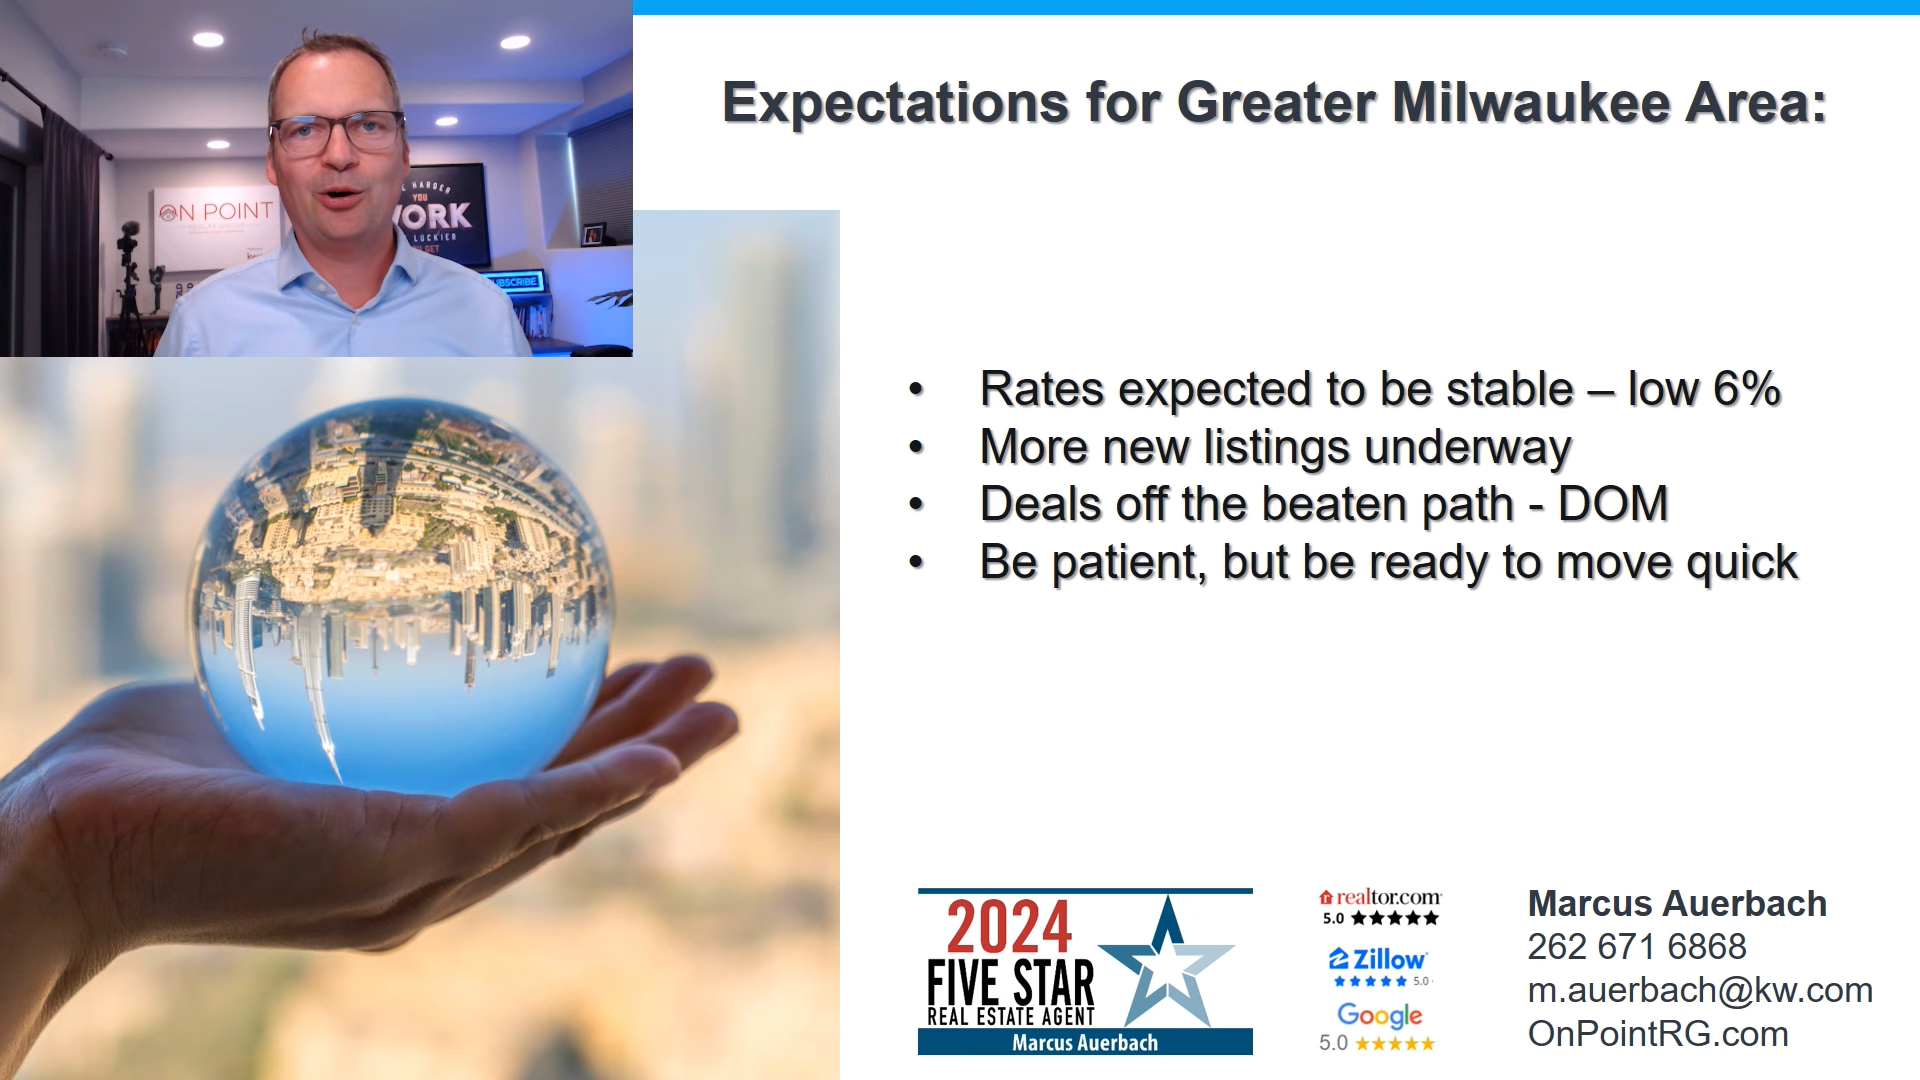 ON POINT
HARDER
YOU
WORK
LUCKIER
GET
SUBSCRIBE
Expectations for Greater Milwaukee Area:
• Rates expected to be stable – low 6%
• More new listings underway
• Deals off the beaten path - DOM
• Be patient, but be ready to move quick
2024
FIVE STAR
REAL ESTATE AGENT
Marcus Auerbach
realtor.com
5.0
Zillow
5.0
Google
5.0
Marcus Auerbach
262 671 6868
m.auerbach@kw.com
OnPointRG.com